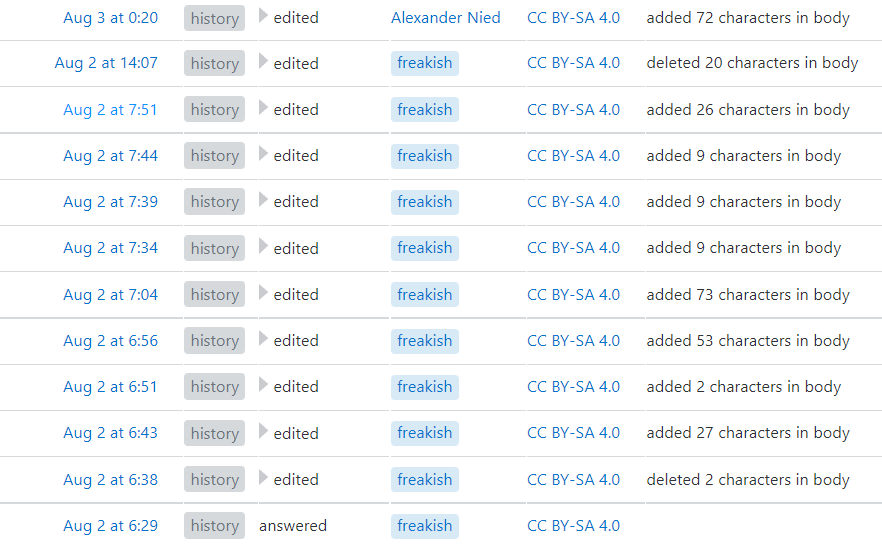 Aug 3 at 0:20 history edited Alexander Nied CC BY-SA 4.0 added 72 characters in body
Aug 2 at 14:07 history edited freakish CC BY-SA 4.0 deleted 20 characters in body
Aug 2 at 7:51 history edited freakish CC BY-SA 4.0 added 26 characters in body
Aug 2 at 7:44 history edited freakish CC BY-SA 4.0 added 9 characters in body
Aug 2 at 7:39 history edited freakish CC BY-SA 4.0 added 9 characters in body
Aug 2 at 7:34 history edited freakish CC BY-SA 4.0 added 9 characters in body
Aug 2 at 7:04 history edited freakish CC BY-SA 4.0 added 73 characters in body
Aug 2 at 6:56 history edited freakish CC BY-SA 4.0 added 53 characters in body
Aug 2 at 6:51 history edited freakish CC BY-SA 4.0 added 2 characters in body
Aug 2 at 6:43 history edited freakish CC BY-SA 4.0 added 27 characters in body
Aug 2 at 6:38 history edited freakish CC BY-SA 4.0 deleted 2 characters in body
Aug 2 at 6:29 history answered freakish CC BY-SA 4.0